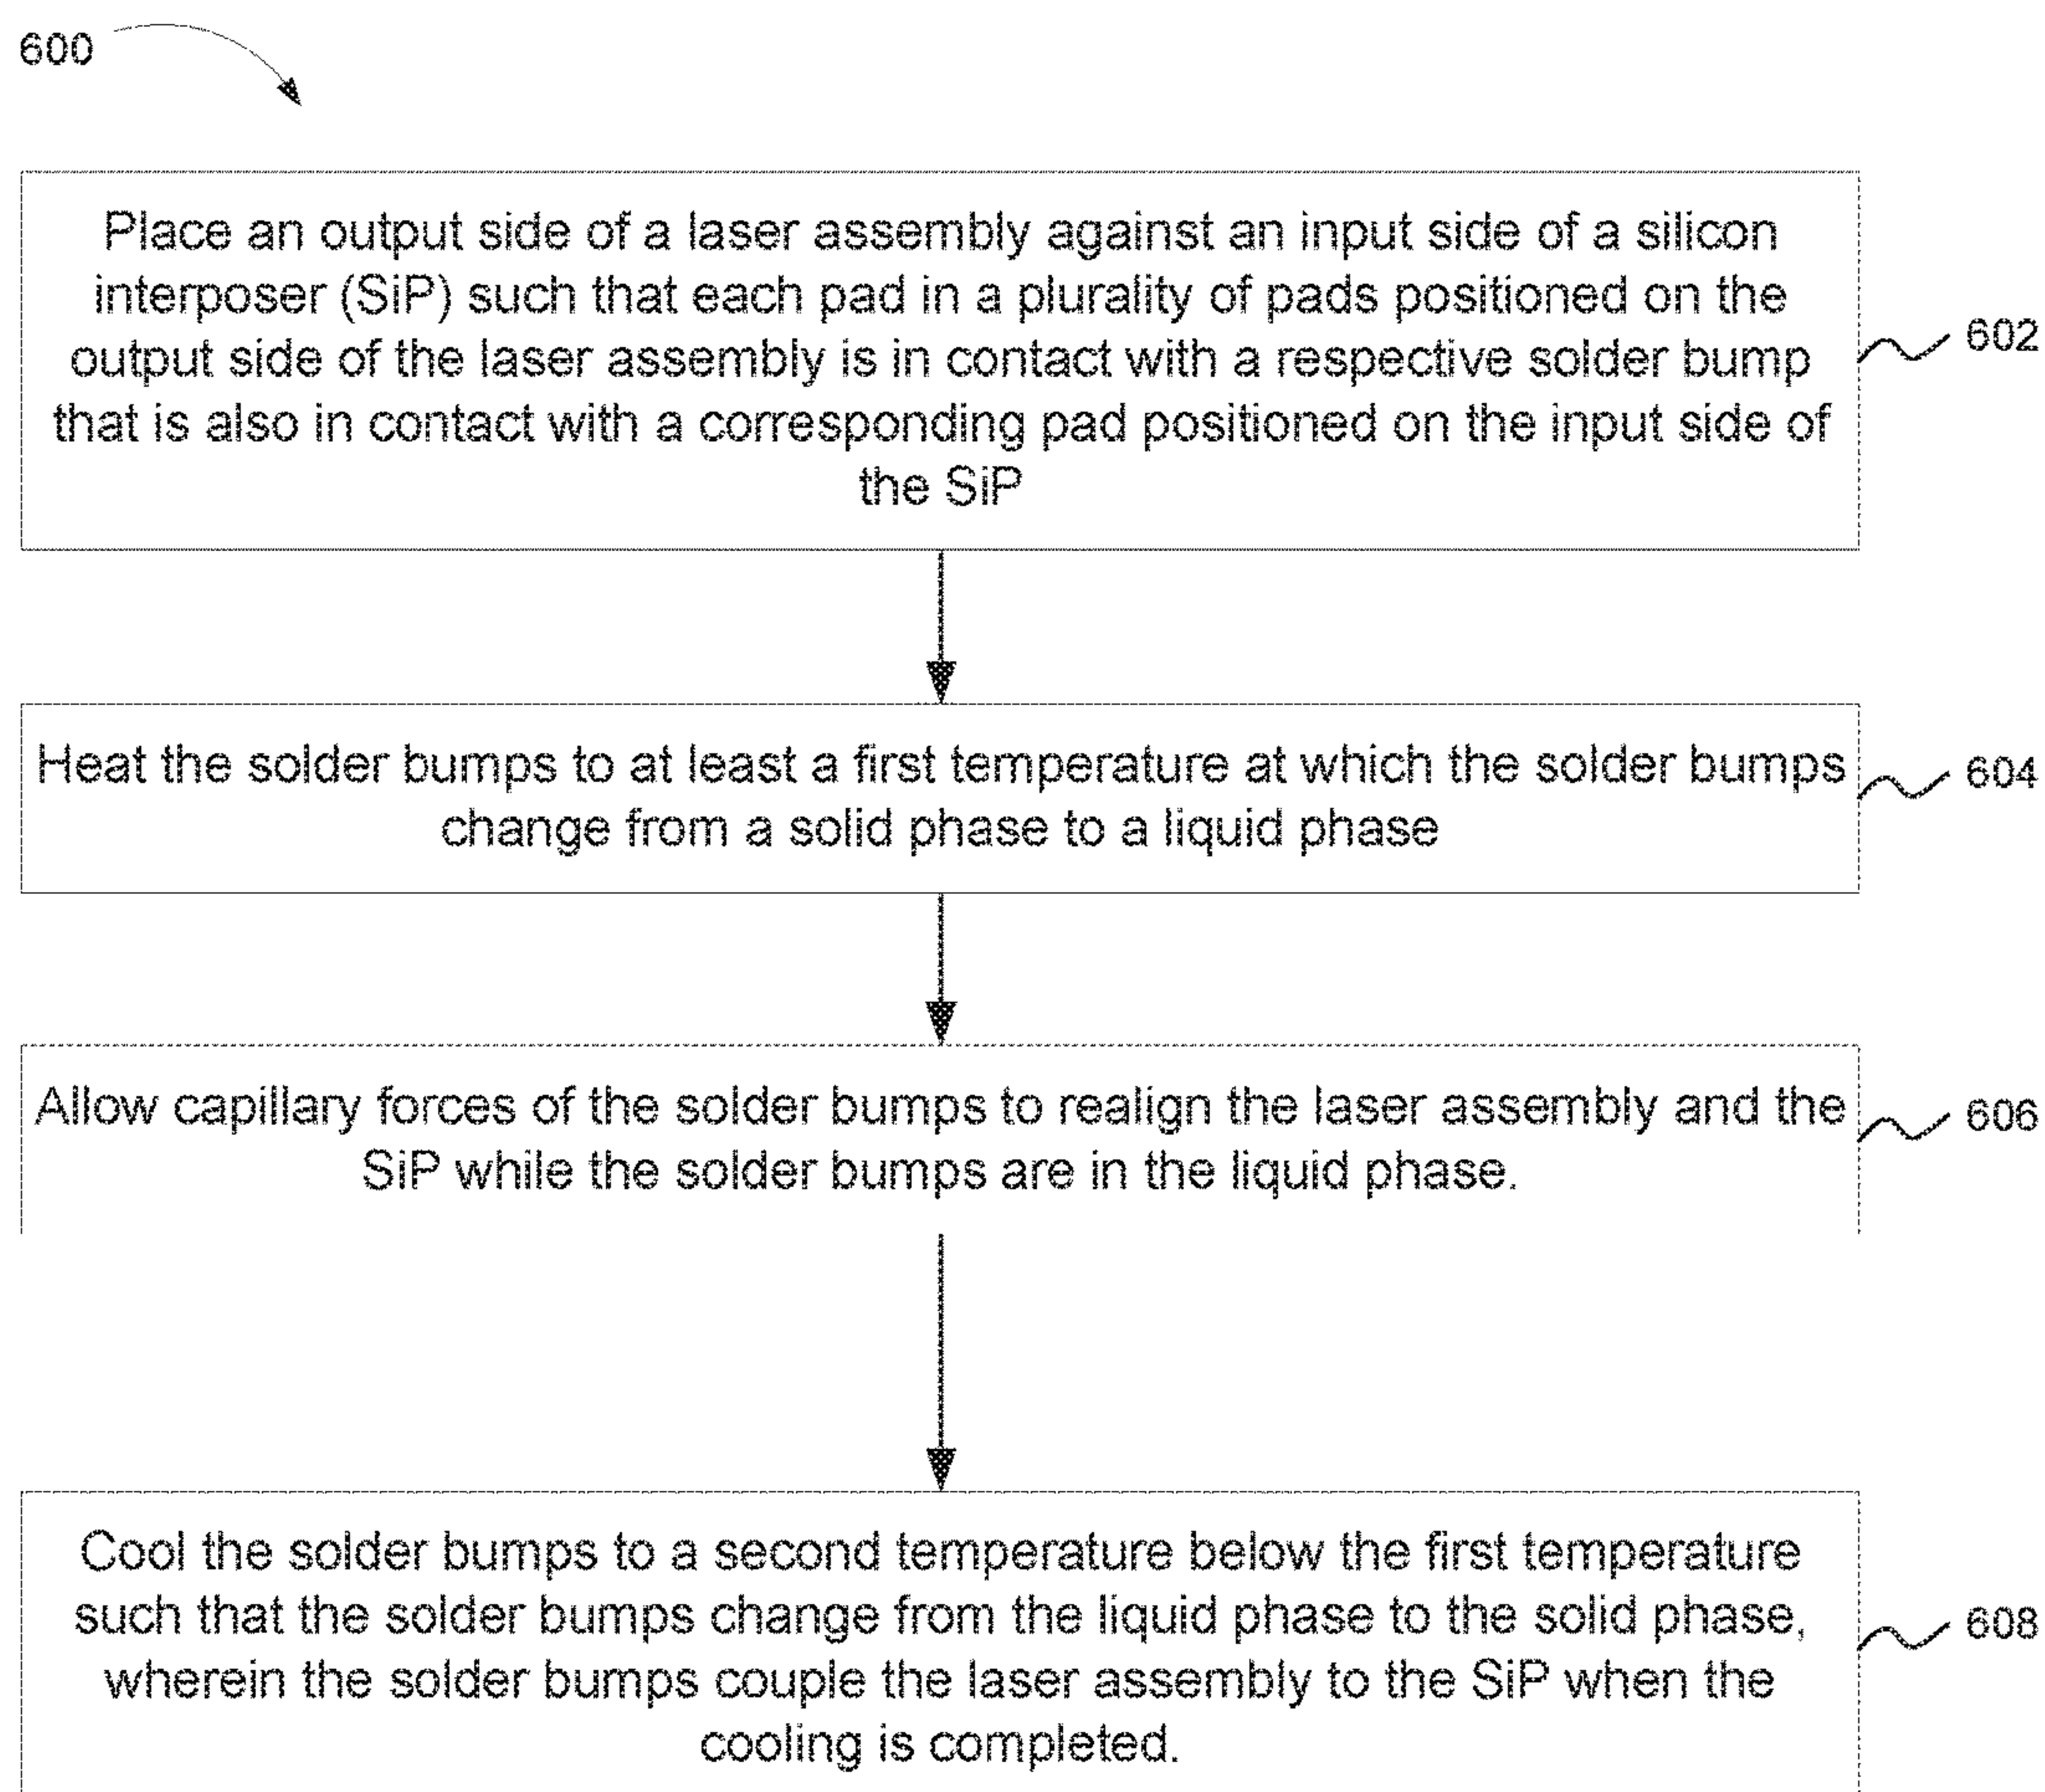 600
Place an output side of a laser assembly against an input side of a silicon
interposer (SiP) such that each pad in a plurality of pads positioned on the
output side of the laser assembly is in contact with a respective solder bump
that is also in contact with a corresponding pad positioned on the input side of
the SiP
602
Heat the solder bumps to at least a first temperature at which the solder bumps
change from a solid phase to a liquid phase
604
Allow capillary forces of the solder bumps to realign the laser assembly and the
SiP while the solder bumps are in the liquid phase.
606
Cool the solder bumps to a second temperature below the first temperature
such that the solder bumps change from the liquid phase to the solid phase,
wherein the solder bumps couple the laser assembly to the SiP when the
cooling is completed.
608